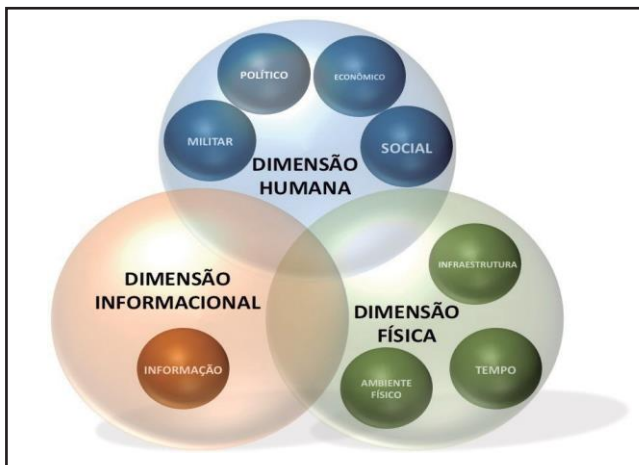 POLÍTICO
ECONÔMICO
MILITAR
SOCIAL
DIMENSÃO
HUMANA
DIMENSÃO
INFORMACIONAL
INFORMAÇÃO
INFRAESTRUTURA
DIMENSÃO
FÍSICA
TEMPO
AMBIENTE
FÍSICO